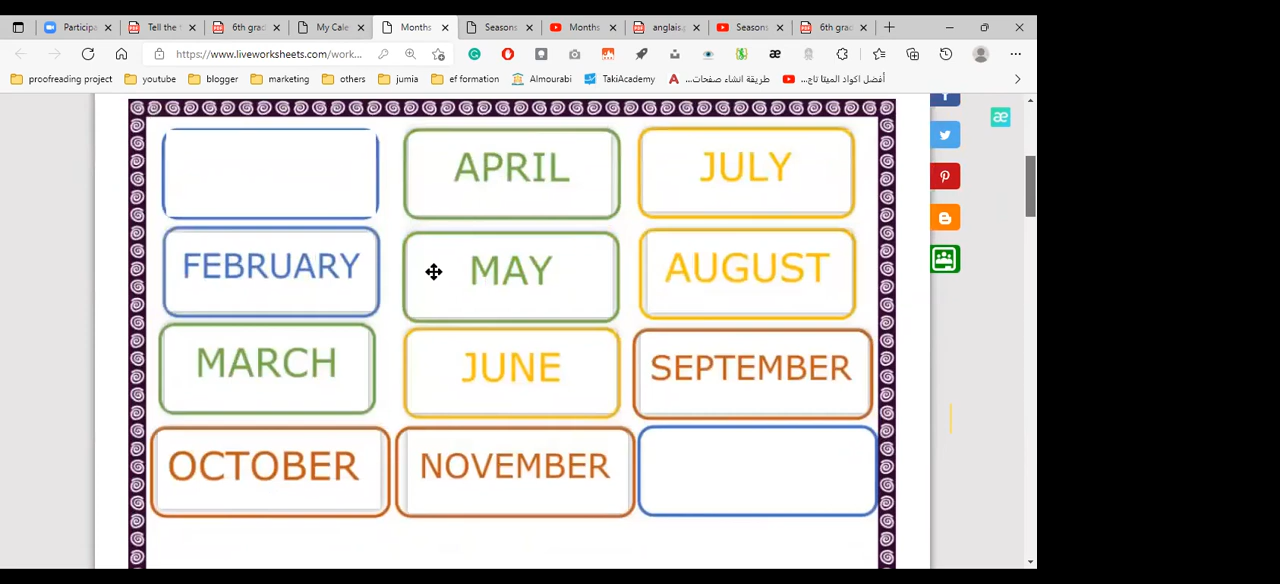 Participa
Tell the
6th grad
My Cale
Months
Seasons
Months
anglais.p
Seasons
6th grad
https://www.liveworksheets.com/work...
proofreading project
youtube
blogger
marketing
others
jumia
ef formation
Almourabi
TakiAcademy
طريقة انشاء صفحات...
أفضل اكواد الميتا تاج...
APRIL
JULY
FEBRUARY
MAY
AUGUST
MARCH
JUNE
SEPTEMBER
OCTOBER
NOVEMBER